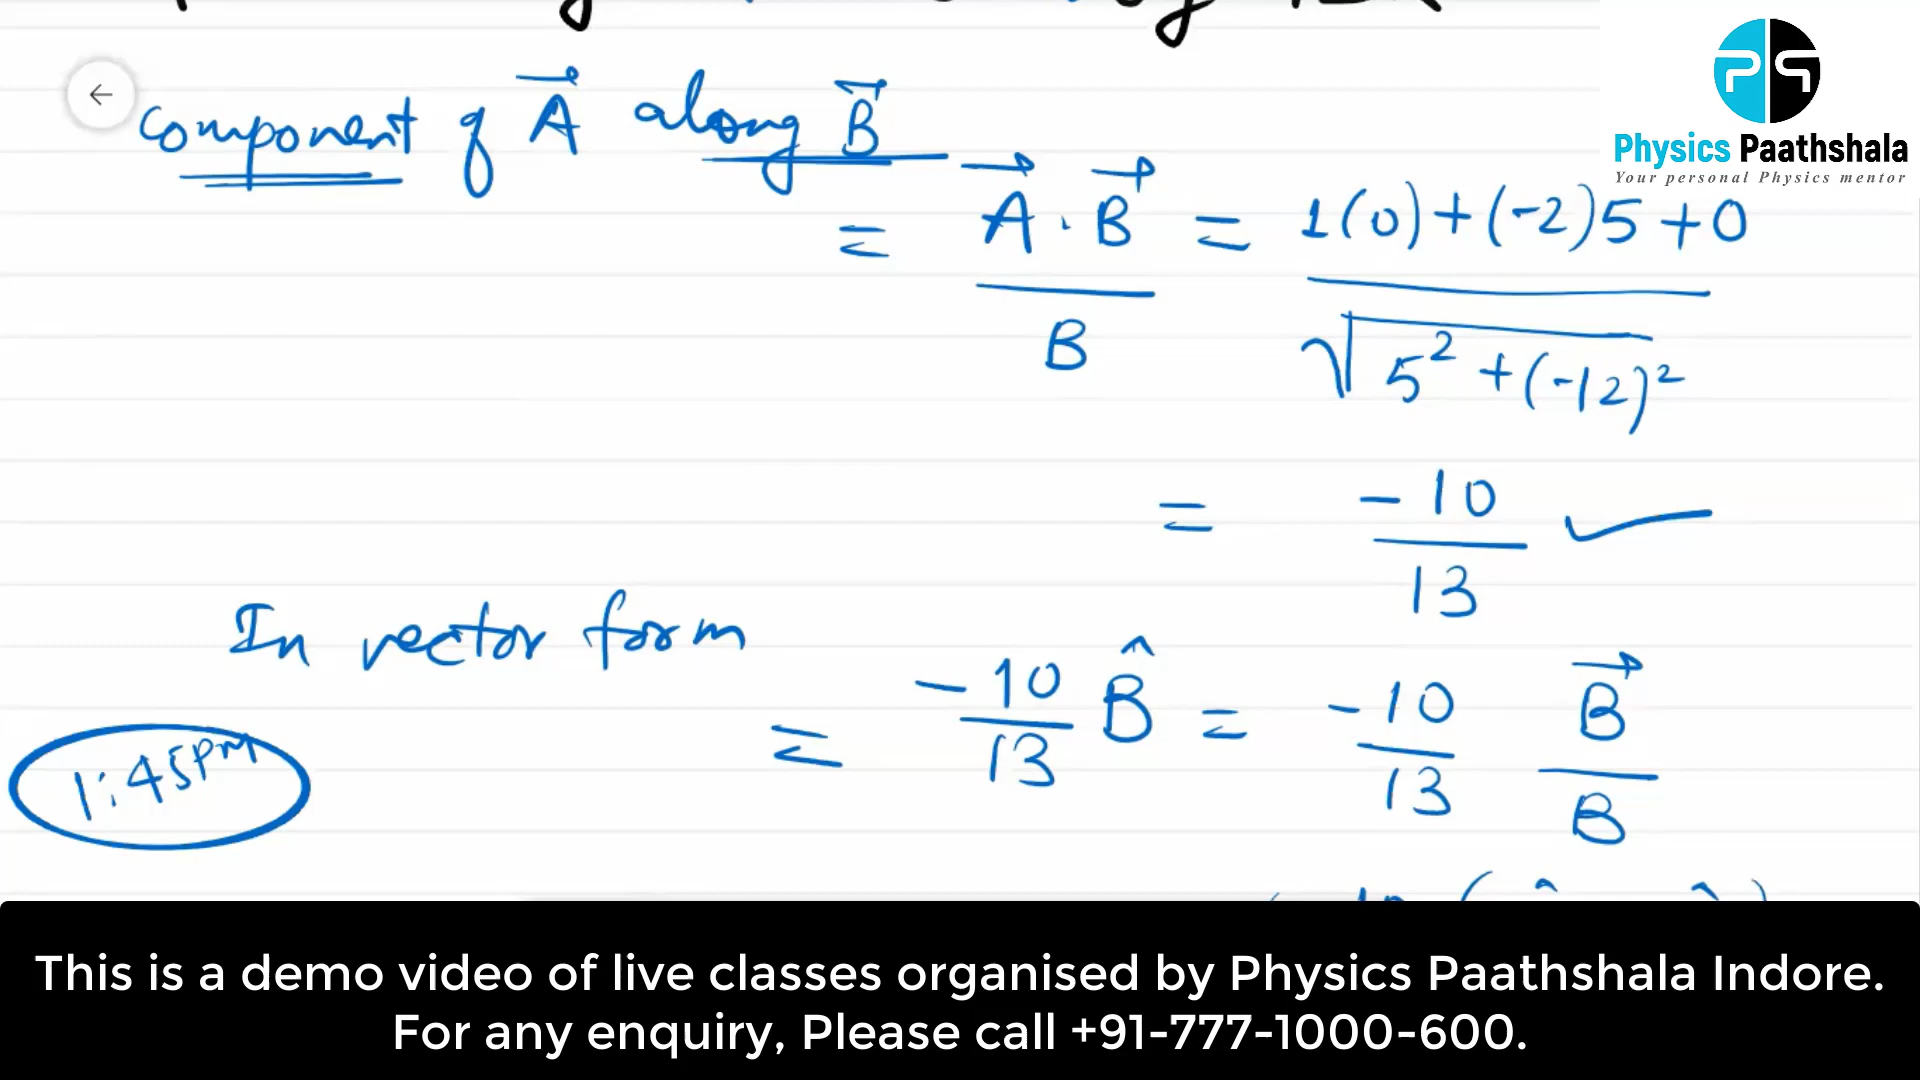 component of A⃗ along B⃗
= A⃗ · B⃗ / B = 1(0)+(-2)5+0 / √5²+(-12)²
= -10/13 ✓
In vector form
= -10/13 B̂ = -10/13 B⃗/B
1:45PM
PS
Physics Paathshala
Your personal Physics mentor
This is a demo video of live classes organised by Physics Paathshala Indore.
For any enquiry, Please call +91-777-1000-600.